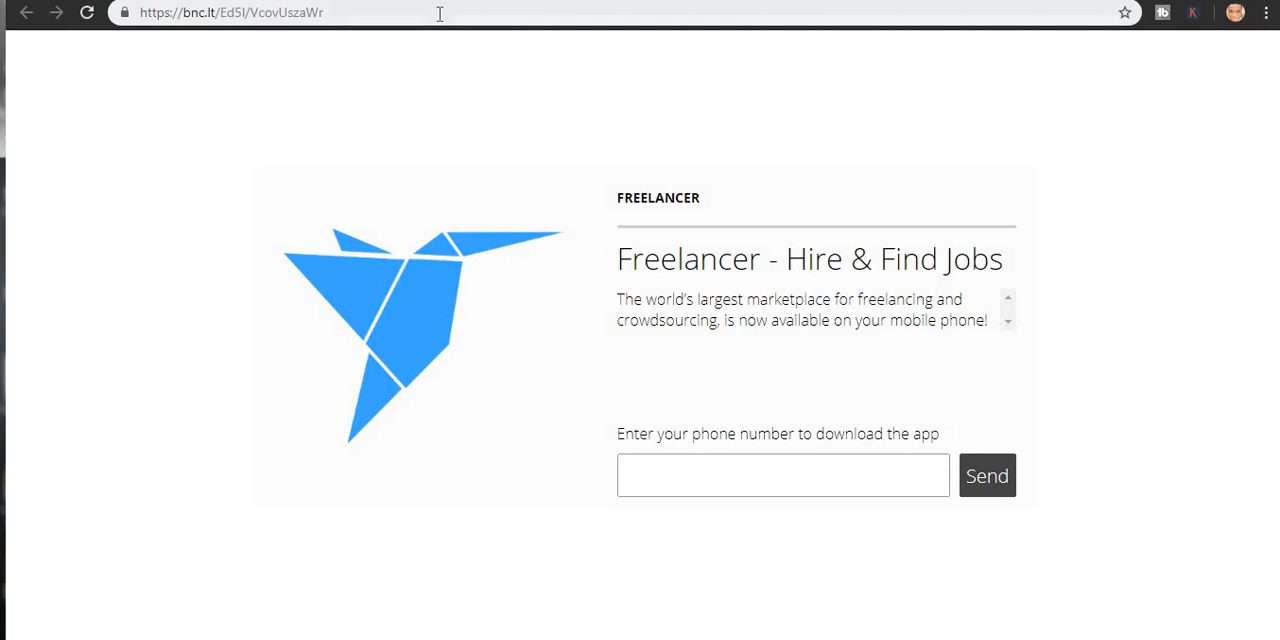 https://bnc.lt/Ed5I/VcovUszaWr
FREELANCER
Freelancer - Hire & Find Jobs
The world's largest marketplace for freelancing and
crowdsourcing, is now available on your mobile phone!
Enter your phone number to download the app
Send